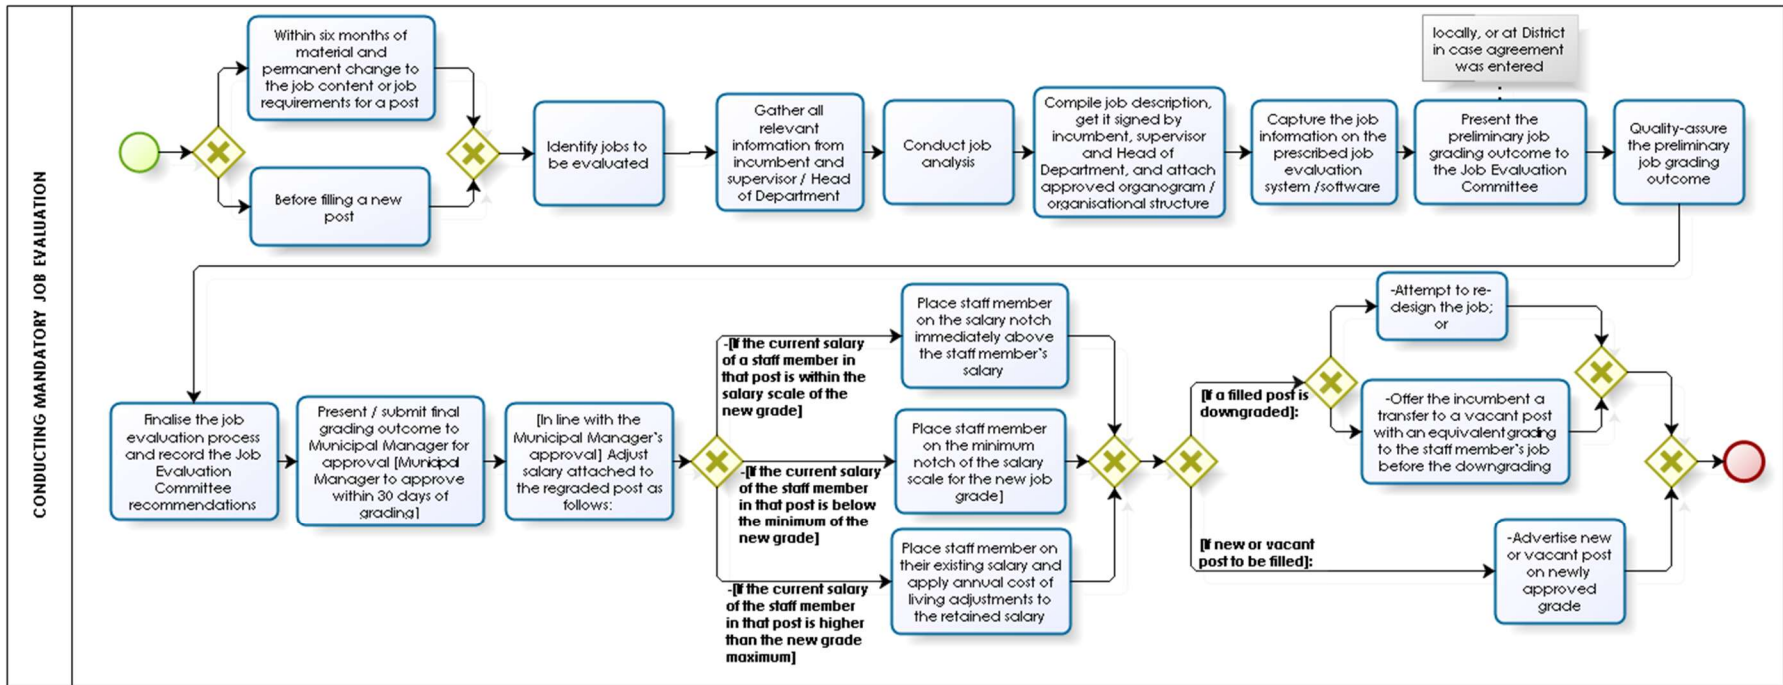 CONDUCTING MANDATORY JOB EVALUATION
Within six months of
material and
permanent change to
the job content or job
requirements for a post
Before filling a new
post
Identify jobs to
be evaluated
Gather all
relevant
information from
incumbent and
supervisor / Head
of Department
Conduct job
analysis
Compile job description,
get it signed by
incumbent, supervisor
and Head of
Department, and attach
approved organogram /
organisational structure
Capture the job
information on the
prescribed job
evaluation
system /software
locally, or at District
in case agreement
was entered
Present the
preliminary job
grading outcome to
the Job Evaluation
Committee
Quality-assure
the preliminary
job grading
outcome
Finalise the job
evaluation process
and record the Job
Evaluation
Committee
recommendations
Present / submit final
grading outcome to
Municipal Manager for
approval [Municipal
Manager to approve
within 30 days of
grading]
[In line with the
Municipal Manager's
approval] Adjust
salary attached to
the regraded post as
follows:
-[If the current salary
of a staff member in
that post is within the
salary scale of the
new grade]
Place staff member
on the salary notch
immediately above
the staff member's
salary
-[If the current salary
of the staff member
in that post is below
the minimum of the
new grade]
Place staff member
on the minimum
notch of the salary
scale for the new job
grade]
-[If the current salary
of the staff member
in that post is higher
than the new grade
maximum]
Place staff member on
their existing salary and
apply annual cost of
living adjustments to
the retained salary
[If a filled post is
downgraded]:
-Attempt to re-
design the job;
or
-Offer the incumbent a
transfer to a vacant post
with an equivalent grading
to the staff member's job
before the downgrading
[If new or vacant
post to be filled]:
-Advertise new
or vacant post
on newly
approved
grade